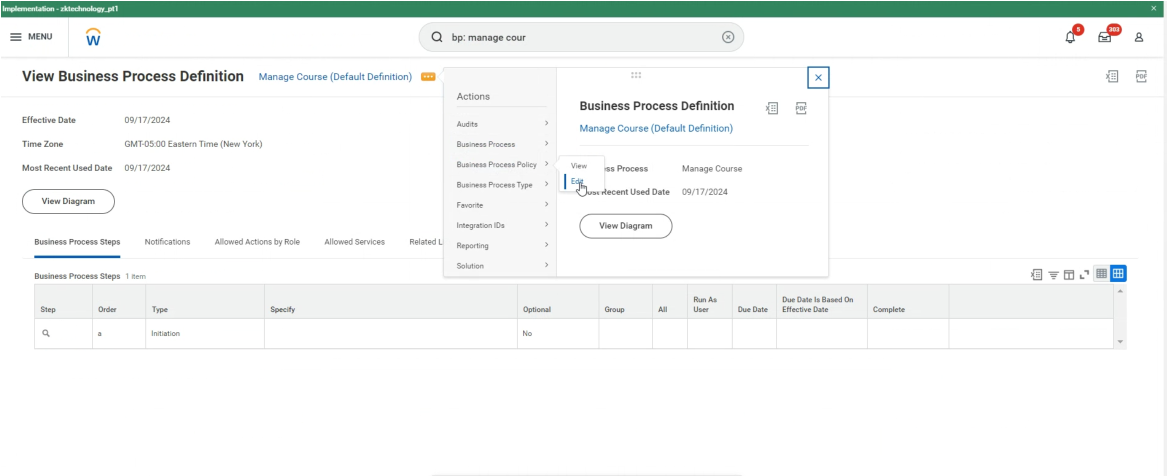 Implementation - zktechnology_pt1
MENU
bp: manage cour
5
303
View Business Process Definition
Manage Course (Default Definition)
Effective Date 09/17/2024
Time Zone GMT-05:00 Eastern Time (New York)
Most Recent Used Date 09/17/2024
View Diagram
Actions
Audits
Business Process
Business Process Policy
Business Process Type
Favorite
Integration IDs
Reporting
Solution
View
Edit
Business Process Definition
PDF
PDF
Manage Course (Default Definition)
ess Process Manage Course
ost Recent Used Date 09/17/2024
View Diagram
Business Process Steps Notifications Allowed Actions by Role Allowed Services Related L
Business Process Steps 1 item
Step Order Type Specify Optional Group All Run As User Due Date Due Date Is Based On Effective Date Complete
a Initiation No